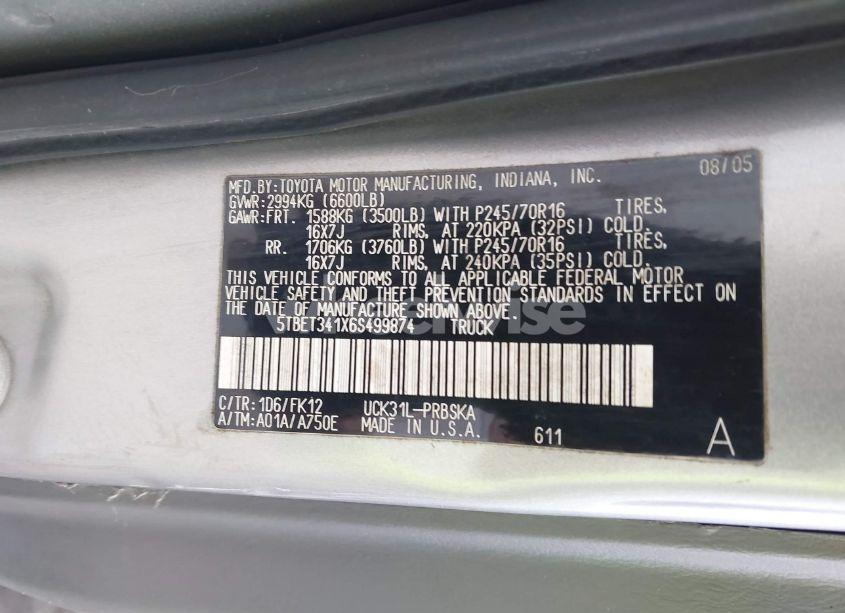 08/05
MFD.BY:TOYOTA MOTOR MANUFACTURING, INDIANA, INC.
GVWR:2994KG (6600LB)
GAWR:FRT. 1588KG (3500LB) WITH P245/70R16 TIRES,
16X7J RIMS, AT 220KPA (32PSI) COLD.
RR. 1706KG (3760LB) WITH P245/70R16 TIRES,
16X7J RIMS, AT 240KPA (35PSI) COLD.
THIS VEHICLE CONFORMS TO ALL APPLICABLE FEDERAL MOTOR
VEHICLE SAFETY AND THEFT PREVENTION STANDARDS IN EFFECT ON
THE DATE OF MANUFACTURE SHOWN ABOVE.
5TBET341X6S499874 TRUCK
C/TR:1D6/FK12 UCK31L-PRBSKA
A/TM:A01A/A750E MADE IN U.S.A. 611 A